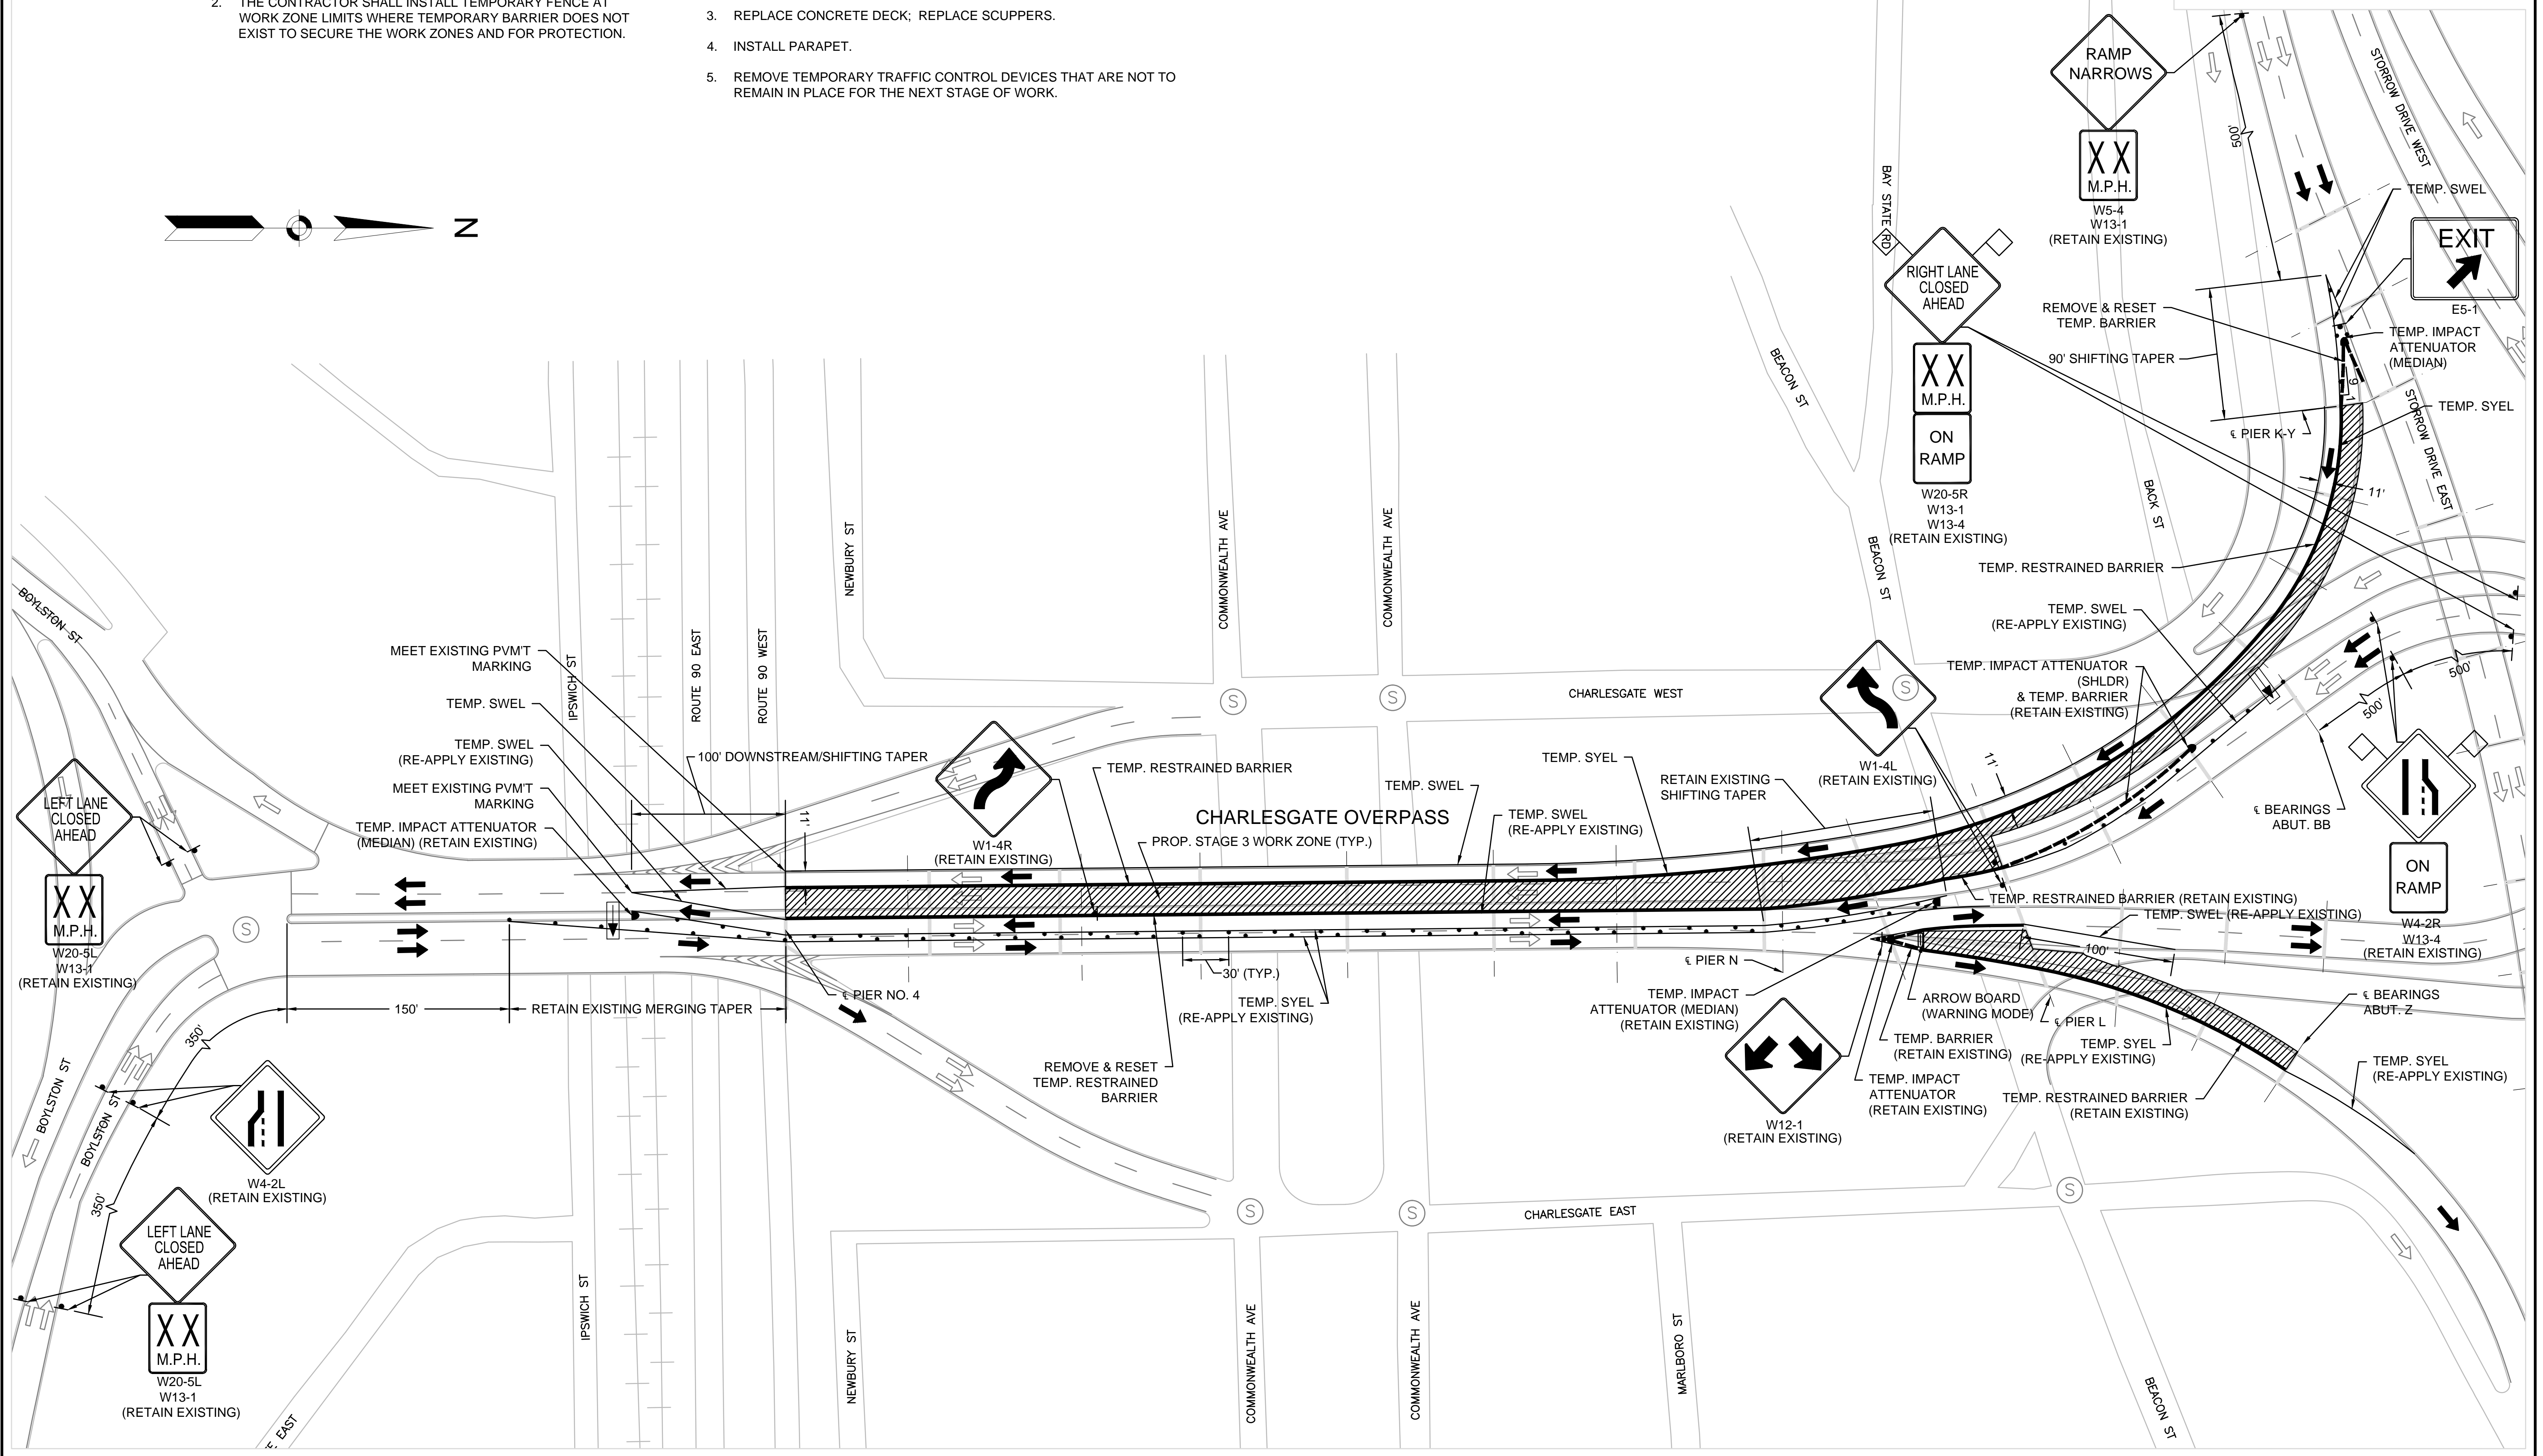 2. THE CONTRACTOR SHALL INSTALL TEMPORARY FENCE AT
WORK ZONE LIMITS WHERE TEMPORARY BARRIER DOES NOT
EXIST TO SECURE THE WORK ZONES AND FOR PROTECTION.
3. REPLACE CONCRETE DECK; REPLACE SCUPPERS.
4. INSTALL PARAPET.
5. REMOVE TEMPORARY TRAFFIC CONTROL DEVICES THAT ARE NOT TO
REMAIN IN PLACE FOR THE NEXT STAGE OF WORK.
N
RAMP
NARROWS
XX
M.P.H.
W5-4
W13-1
(RETAIN EXISTING)
500'
STORROW DRIVE WEST
TEMP. SWEL
EXIT
E5-1
BAY STATE RD
RIGHT LANE
CLOSED
AHEAD
XX
M.P.H.
ON
RAMP
W20-5R
W13-1
W13-4
(RETAIN EXISTING)
REMOVE & RESET
TEMP. BARRIER
90' SHIFTING TAPER
TEMP. IMPACT
ATTENUATOR
(MEDIAN)
TEMP. SYEL
℄ PIER K-Y
STORROW DRIVE EAST
11'
BEACON ST
BACK ST
BEACON ST
TEMP. RESTRAINED BARRIER
TEMP. SWEL
(RE-APPLY EXISTING)
TEMP. IMPACT ATTENUATOR
(SHLDR)
& TEMP. BARRIER
(RETAIN EXISTING)
500'
500'
℄ BEARINGS
ABUT. BB
ON
RAMP
W4-2R
W13-4
(RETAIN EXISTING)
BOYLSTON ST
LEFT LANE
CLOSED
AHEAD
XX
M.P.H.
W20-5L
W13-1
(RETAIN EXISTING)
S
MEET EXISTING PVM'T
MARKING
TEMP. SWEL
TEMP. SWEL
(RE-APPLY EXISTING)
MEET EXISTING PVM'T
MARKING
TEMP. IMPACT ATTENUATOR
(MEDIAN) (RETAIN EXISTING)
IPSWICH ST
ROUTE 90 EAST
ROUTE 90 WEST
NEWBURY ST
COMMONWEALTH AVE
COMMONWEALTH AVE
S
S
CHARLESGATE WEST
S
100' DOWNSTREAM/SHIFTING TAPER
11'
W1-4R
(RETAIN EXISTING)
TEMP. RESTRAINED BARRIER
CHARLESGATE OVERPASS
PROP. STAGE 3 WORK ZONE (TYP.)
TEMP. SWEL
TEMP. SYEL
TEMP. SWEL
(RE-APPLY EXISTING)
RETAIN EXISTING
SHIFTING TAPER
W1-4L
(RETAIN EXISTING)
11'
TEMP. RESTRAINED BARRIER (RETAIN EXISTING)
TEMP. SWEL (RE-APPLY EXISTING)
100'
℄ PIER N
℄ PIER NO. 4
30' (TYP.)
TEMP. SYEL
(RE-APPLY EXISTING)
REMOVE & RESET
TEMP. RESTRAINED
BARRIER
150'
RETAIN EXISTING MERGING TAPER
350'
350'
TEMP. IMPACT
ATTENUATOR (MEDIAN)
(RETAIN EXISTING)
W12-1
(RETAIN EXISTING)
ARROW BOARD
(WARNING MODE)
℄ PIER L
TEMP. BARRIER
(RETAIN EXISTING)
TEMP. SYEL
(RE-APPLY EXISTING)
TEMP. IMPACT
ATTENUATOR
(RETAIN EXISTING)
TEMP. RESTRAINED BARRIER
(RETAIN EXISTING)
℄ BEARINGS
ABUT. Z
TEMP. SYEL
(RE-APPLY EXISTING)
BOYLSTON ST
BOYLSTON ST
W4-2L
(RETAIN EXISTING)
LEFT LANE
CLOSED
AHEAD
XX
M.P.H.
W20-5L
W13-1
(RETAIN EXISTING)
EAST
IPSWICH ST
NEWBURY ST
S
S
CHARLESGATE EAST
S
COMMONWEALTH AVE
COMMONWEALTH AVE
MARLBORO ST
BEACON ST